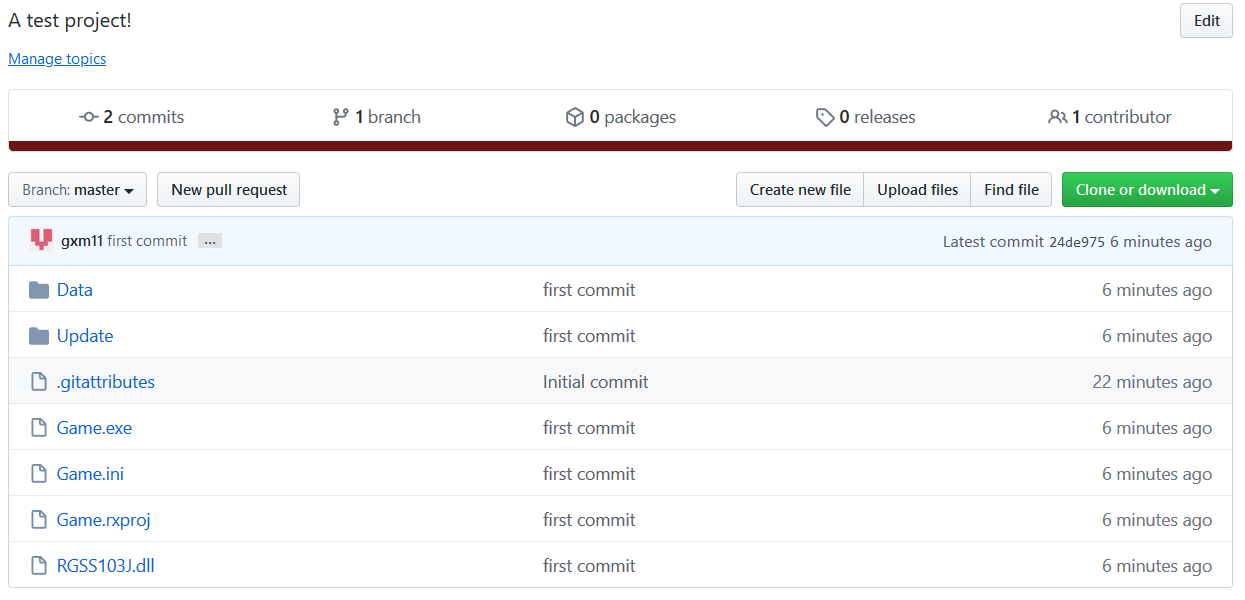 A test project!
Edit
Manage topics
2 commits
1 branch
0 packages
0 releases
1 contributor
Branch: master
New pull request
Create new file
Upload files
Find file
Clone or download
gxm11 first commit ...
Latest commit 24de975 6 minutes ago
Data first commit 6 minutes ago
Update first commit 6 minutes ago
.gitattributes Initial commit 22 minutes ago
Game.exe first commit 6 minutes ago
Game.ini first commit 6 minutes ago
Game.rxproj first commit 6 minutes ago
RGSS103J.dll first commit 6 minutes ago